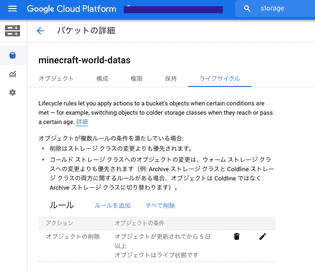 Google Cloud Platform
storage
バケットの詳細
minecraft-world-datas
オブジェクト 構成 権限 保持 ライフサイクル
Lifecycle rules let you apply actions to a bucket's objects when certain conditions are
met — for example, switching objects to colder storage classes when they reach or pass
a certain age. 詳細
オブジェクトが複数ルールの条件を満たしている場合:
• 削除はストレージ クラスの変更よりも優先されます。
• コールド ストレージ クラスへのオブジェクトの変更は、ウォーム ストレージ クラ
スへの変更よりも優先されます（例: Archive ストレージ クラスと Coldline ストレー
ジ クラスの両方に関するルールがある場合、オブジェクトは Coldline ではなく
Archive ストレージ クラスに切り替わります）。
ルール ルールを追加 すべて削除
アクション オブジェクトの条件
オブジェクトの削除 オブジェクトが更新されてから 5 日
以上
オブジェクトはライブ状態です